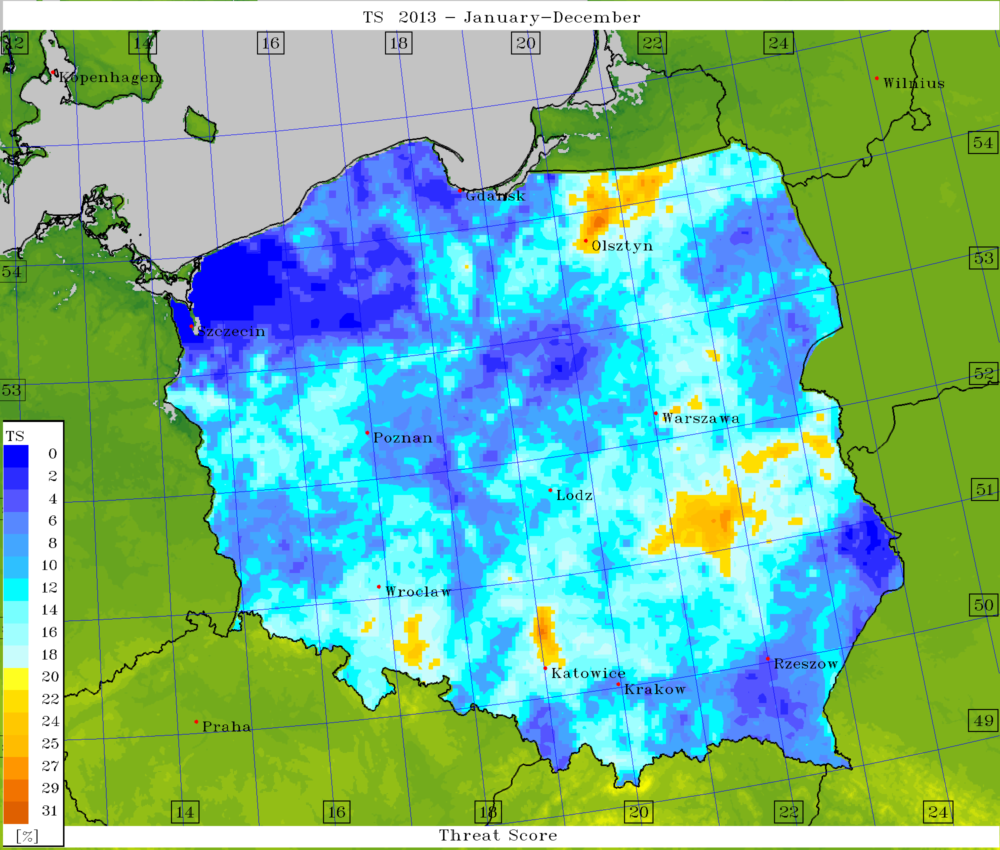 TS 2013 - January-December
12
14
16
18
20
22
24
Kopenhagen
Wilnius
54
Gdansk
Olsztyn
53
54
Szczecin
52
53
Warszawa
Poznan
TS
0
2
4
6
8
10
12
14
16
18
20
22
24
25
27
29
31
[%]
51
Lodz
Wroclaw
50
Rzeszow
Katowice
Krakow
Praha
49
14
16
18
20
22
24
Threat Score